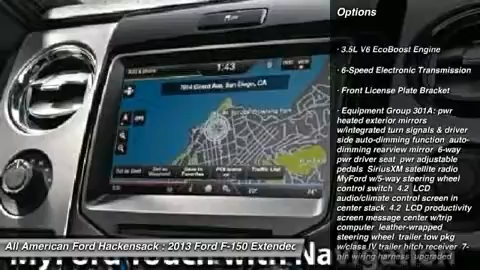 Options
· 3.5L V6 EcoBoost Engine
· 6-Speed Electronic Transmission
· Front License Plate Bracket
· Equipment Group 301A: pwr
heated exterior mirrors
w/integrated turn signals & driver
side auto-dimming function auto-
dimming rearview mirror 6-way
pwr driver seat pwr adjustable
pedals SiriusXM satellite radio
MyFord w/5-way steering wheel
control switch 4.2 LCD
audio/climate control screen in
center stack 4.2 LCD productivity
screen message center w/trip
computer leather-wrapped
steering wheel trailer tow pkg
w/class IV trailer hitch receiver 7-
pin wiring harness upgraded
1:43
San Diego, CA
Traffic List
All American Ford Hackensack : 2013 Ford F-150 Extended
MyFord Touch with Navigation